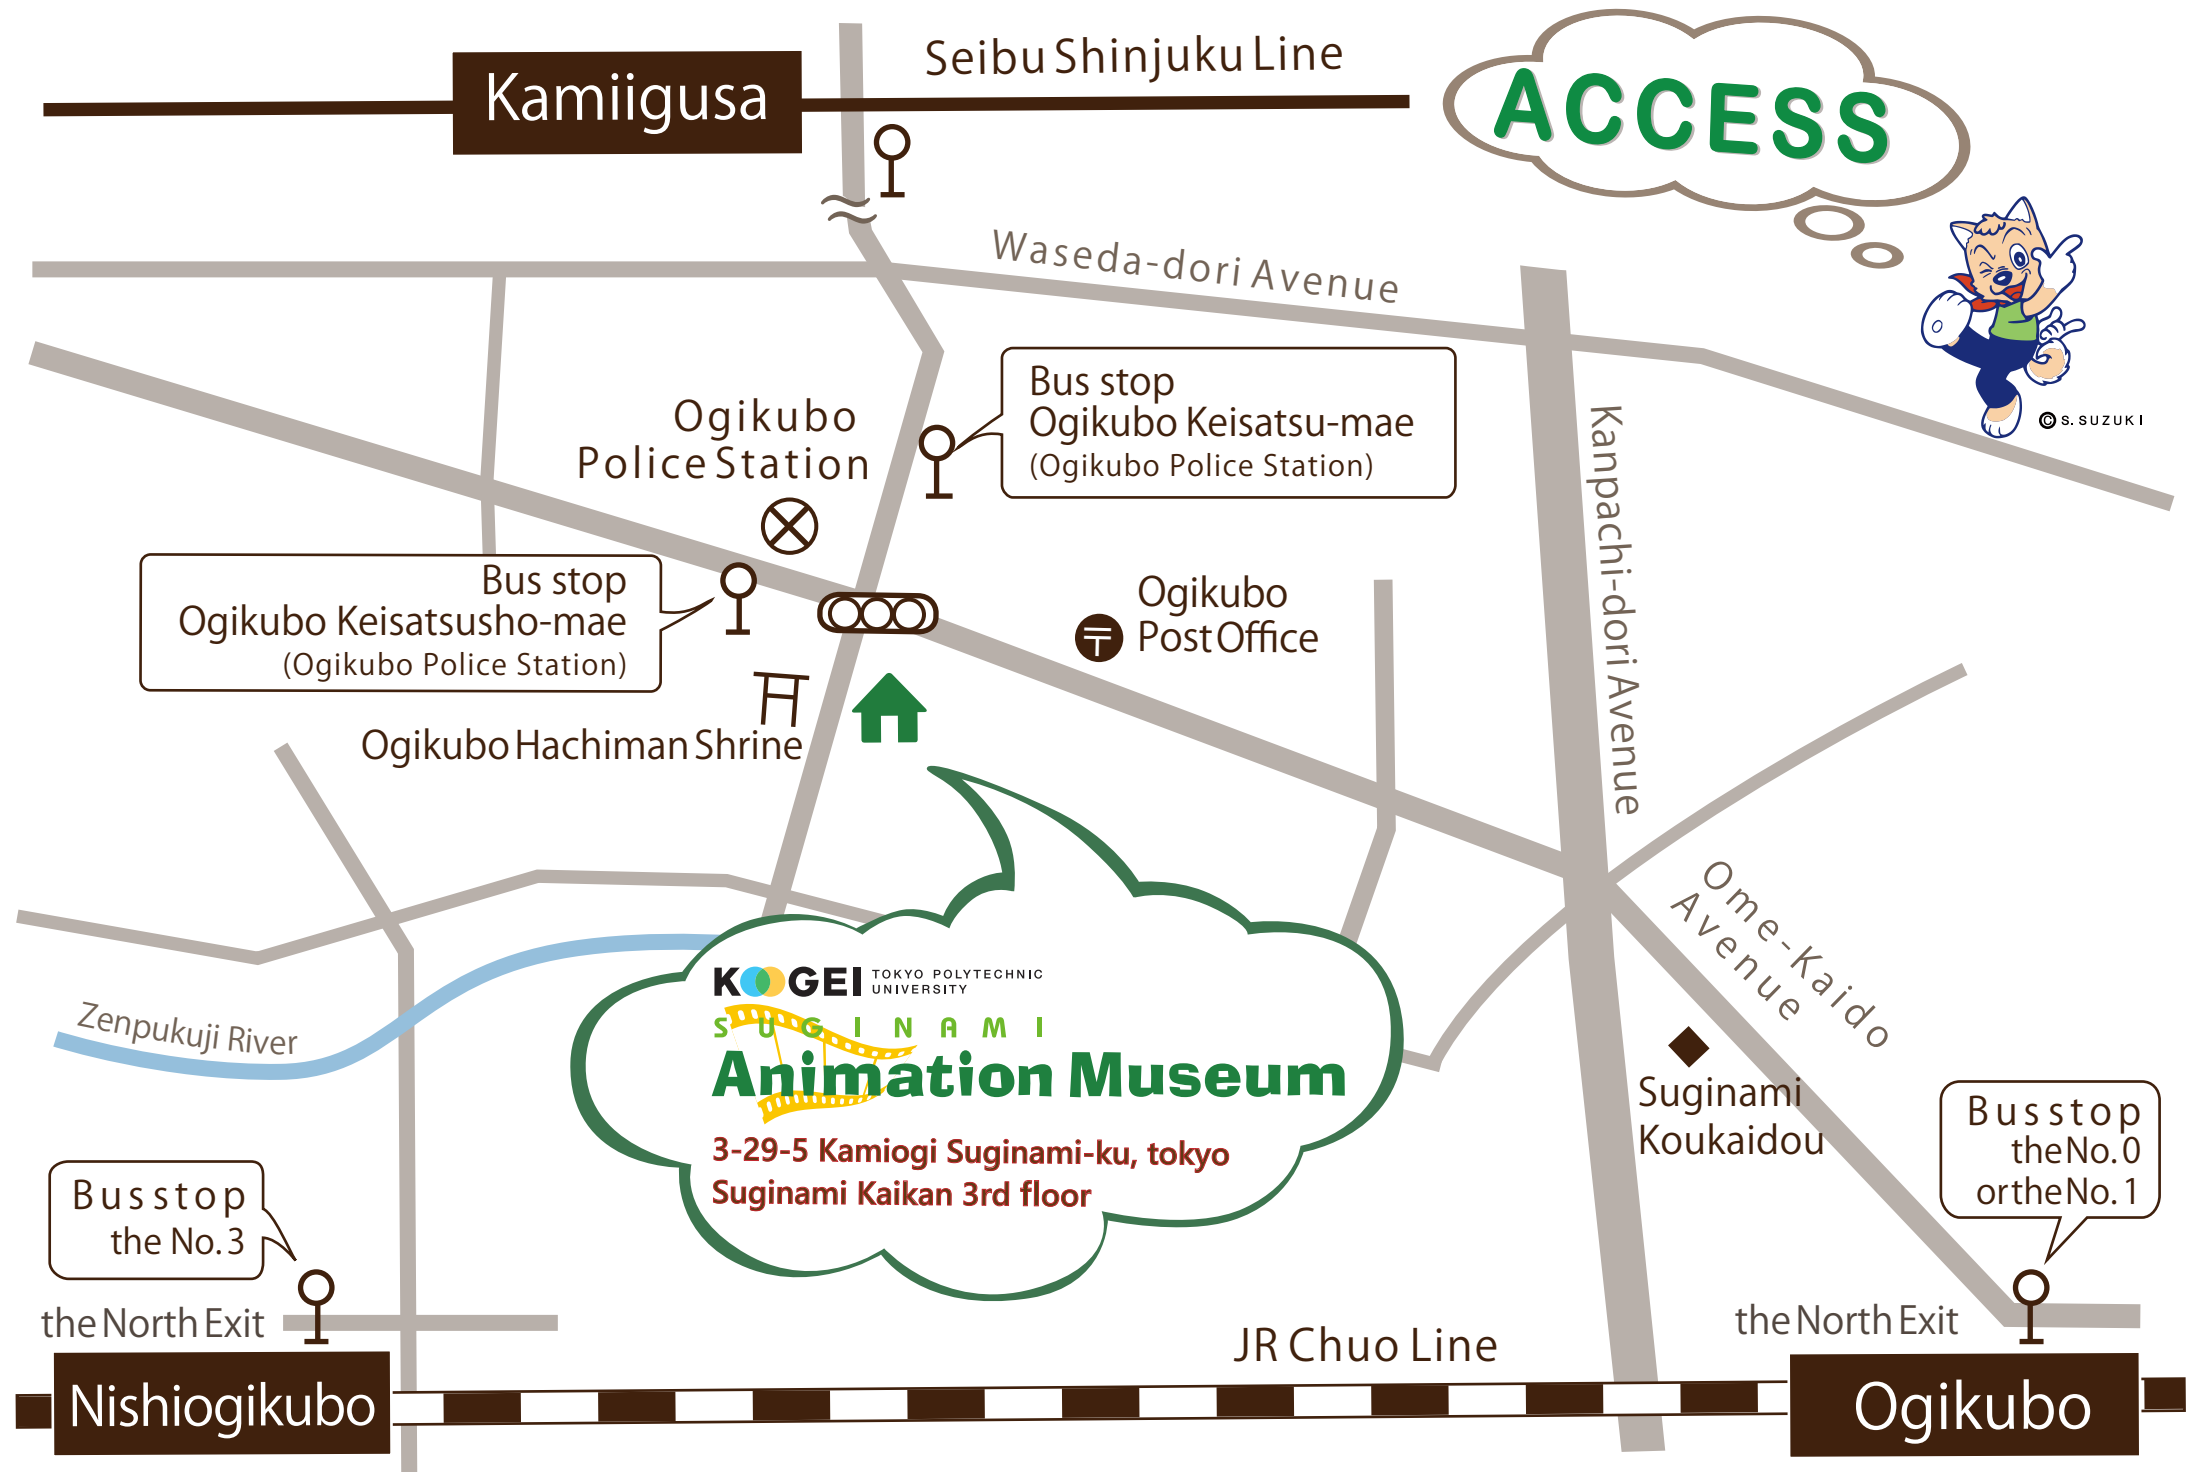 Kamiigusa
Seibu Shinjuku Line
ACCESS
Waseda-dori Avenue
© S. SUZUKI
Bus stop
Ogikubo Keisatsu-mae
(Ogikubo Police Station)
Ogikubo
Police Station
Kanpachi-dori Avenue
Bus stop
Ogikubo Keisatsusho-mae
(Ogikubo Police Station)
Ogikubo
Post Office
Ogikubo Hachiman Shrine
Ome-Kaido
Avenue
Zenpukuji River
KOOGEI TOKYO POLYTECHNIC
UNIVERSITY
SUGINAMI
Animation Museum
3-29-5 Kamiogi Suginami-ku, tokyo
Suginami Kaikan 3rd floor
Suginami
Koukaidou
Bus stop
the No. 0
or the No. 1
Bus stop
the No. 3
the North Exit
the North Exit
JR Chuo Line
Nishiogikubo
Ogikubo